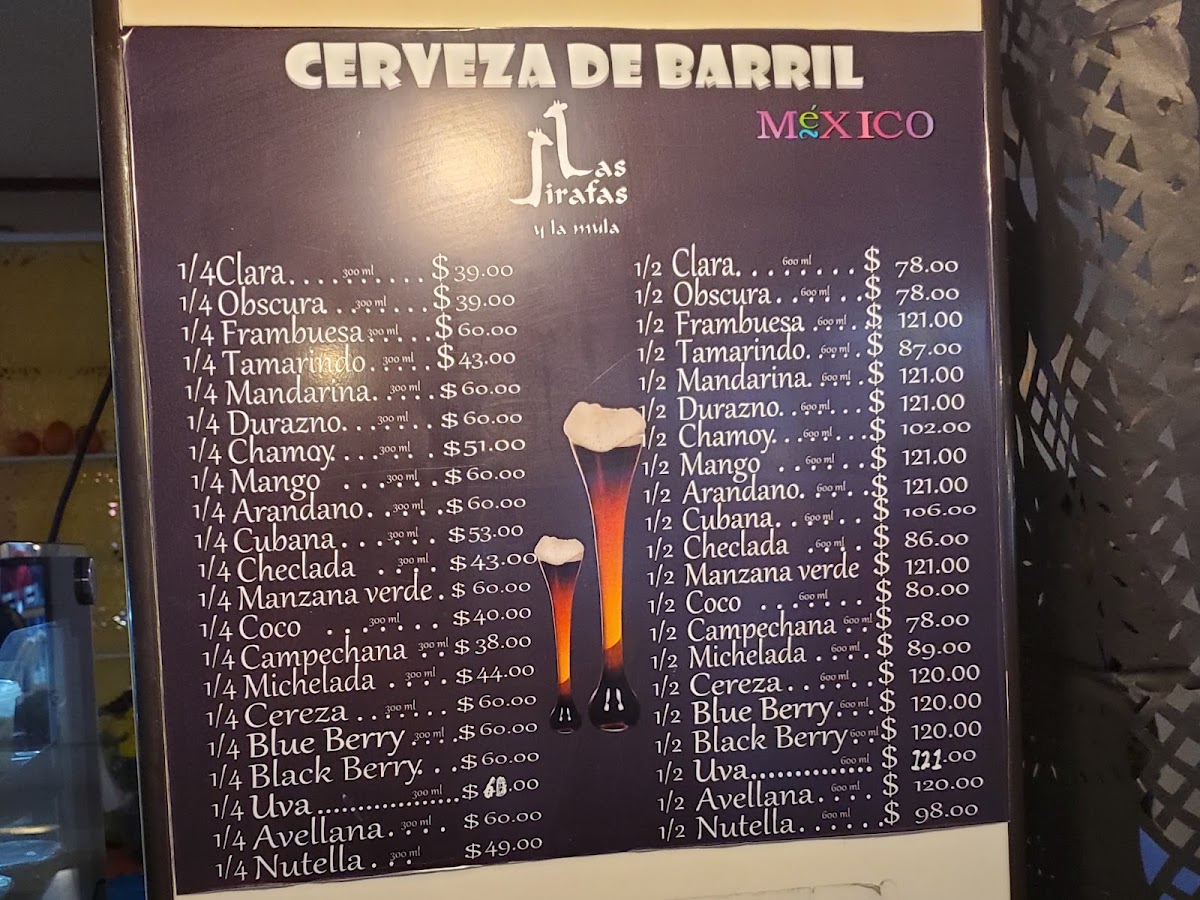 CERVEZA DE BARRIL
MéXICO
Las
Jirafas
y la mula
1/4 Clara......300 ml....$ 39.00
1/4 Obscura ..300 ml....$ 39.00
1/4 Frambuesa 300 ml....$ 60.00
1/4 Tamarindo 300 ml....$ 43.00
1/4 Mandarina..300 ml...$ 60.00
1/4 Durazno...300 ml....$ 60.00
1/4 Chamoy....300 ml....$ 51.00
1/4 Mango ...300 ml...$ 60.00
1/4 Arandano..300 ml...$ 60.00
1/4 Cubana....300 ml...$ 53.00
1/4 Checlada ..300 ml..$ 43.00
1/4 Manzana verde.$ 60.00
1/4 Coco ...300 ml....$ 40.00
1/4 Campechana ..300 ml $ 38.00
1/4 Michelada .300 ml..$ 44.00
1/4 Cereza ..300 ml....$ 60.00
1/4 Blue Berry 300 ml..$ 60.00
1/4 Black Berry...$ 60.00
1/4 Uva.......300 ml.......$ 60.00
1/4 Avellana..300 ml...$ 60.00
1/4 Nutella...300 ml $ 49.00
1/2 Clara....600 ml....$ 78.00
1/2 Obscura..600 ml...$ 78.00
1/2 Frambuesa .600 ml..$ 121.00
1/2 Tamarindo..600 ml..$ 87.00
1/2 Mandarina..600 ml..$ 121.00
1/2 Durazno..600 ml...$ 121.00
1/2 Chamoy...600 ml...$ 102.00
1/2 Mango ..600 ml...$ 121.00
1/2 Arandano..600 ml..$ 121.00
1/2 Cubana...600 ml...$ 106.00
1/2 Checlada ..600 ml..$ 86.00
1/2 Manzana verde $ 121.00
1/2 Coco ...600 ml....$ 80.00
1/2 Campechana 600 ml..$ 78.00
1/2 Michelada .600 ml...$ 89.00
1/2 Cereza...600 ml...$ 120.00
1/2 Blue Berry.600 ml..$ 120.00
1/2 Black Berry 600 ml.$ 120.00
1/2 Uva.........600 ml...$ 121.00
1/2 Avellana..600 ml..$ 120.00
1/2 Nutella...600 ml...$ 98.00